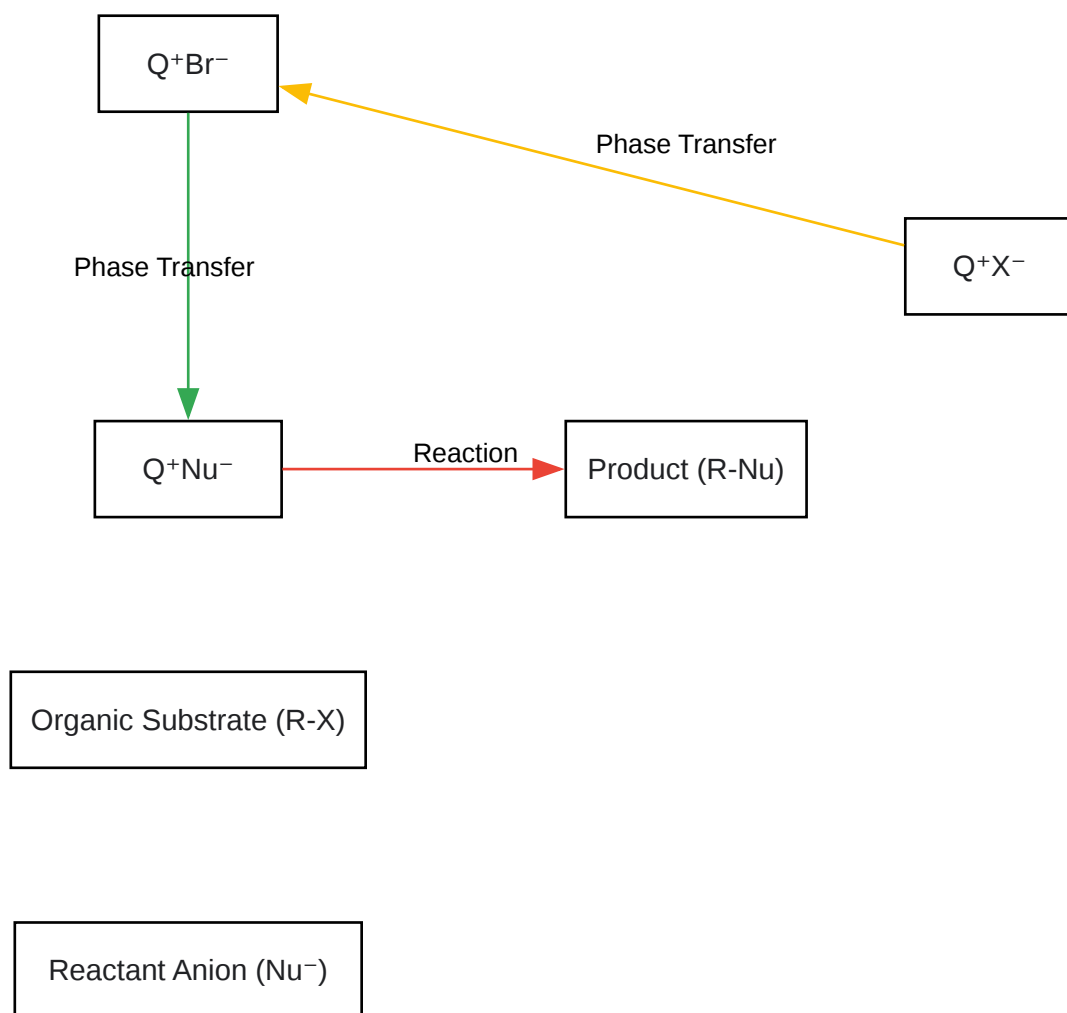 Q⁺Br⁻
Phase Transfer
Q⁺X⁻
Phase Transfer
Q⁺Nu⁻
Reaction
Product (R-Nu)
Organic Substrate (R-X)
Reactant Anion (Nu⁻)